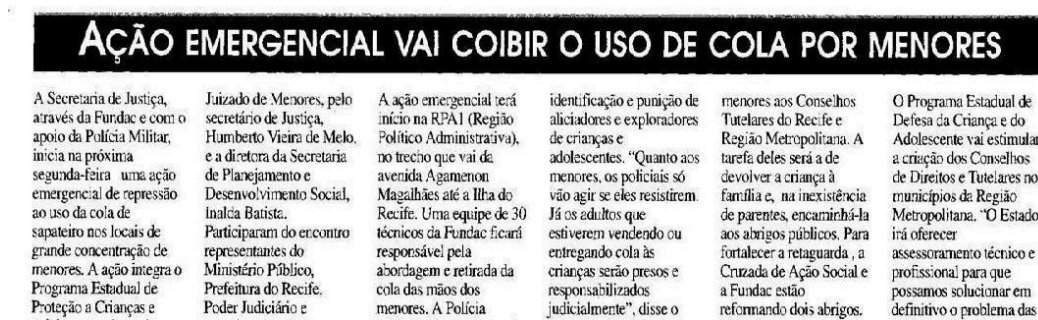 AÇÃO EMERGENCIAL VAI COIBIR O USO DE COLA POR MENORES
A Secretaria de Justiça,
através da Fundac e com o
apoio da Polícia Militar,
inicia na próxima
segunda-feira uma ação
emergencial de repressão
ao uso da cola de
sapateiro nos locais de
grande concentração de
menores. A ação integra o
Programa Estadual de
Proteção a Crianças e
Juizado de Menores, pelo
secretário de Justiça,
Humberto Vieira de Melo,
e a diretora da Secretaria
de Planejamento e
Desenvolvimento Social,
Inalda Batista.
Participaram do encontro
representantes do
Ministério Público,
Prefeitura do Recife,
Poder Judiciário e
A ação emergencial terá
início na RPA1 (Região
Político Administrativa),
no trecho que vai da
avenida Agamenon
Magalhães até a Ilha do
Recife. Uma equipe de 30
técnicos da Fundac ficará
responsável pela
abordagem e retirada da
cola das mãos dos
menores. A Polícia
identificação e punição de
aliciadores e exploradores
de crianças e
adolescentes. "Quanto aos
menores, os policiais só
vão agir se eles resistirem.
Já os adultos que
estiverem vendendo ou
entregando cola às
crianças serão presos e
responsabilizados
judicialmente", disse o
menores aos Conselhos
Tutelares do Recife e
Região Metropolitana. A
tarefa deles será a de
devolver a criança à
família e, na inexistência
de parentes, encaminhá-la
aos abrigos públicos. Para
fortalecer a retaguarda , a
Cruzada de Ação Social e
a Fundac estão
reformando dois abrigos.
O Programa Estadual de
Defesa da Criança e do
Adolescente vai estimular
a criação dos Conselhos
de Direitos e Tutelares no
municípios da Região
Metropolitana. "O Estado
irá oferecer
assessoramento técnico e
profissional para que
possamos solucionar em
definitivo o problema das